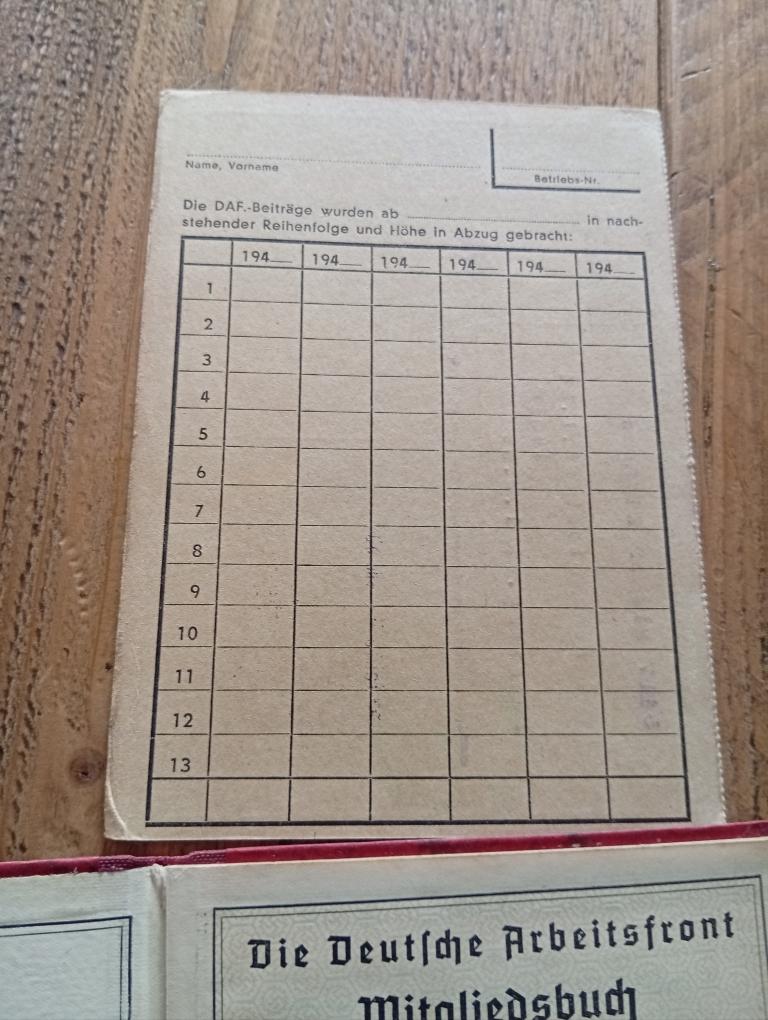 Name, Vorname
Betriebs-Nr.
Die DAF.-Beiträge wurden ab in nach-
stehender Reihenfolge und Höhe in Abzug gebracht:
194 194 194 194 194 194
1
2
3
4
5
6
7
8
9
10
11
12
13
Die Deutſche Arbeitsfront
Mitgliedsbuch